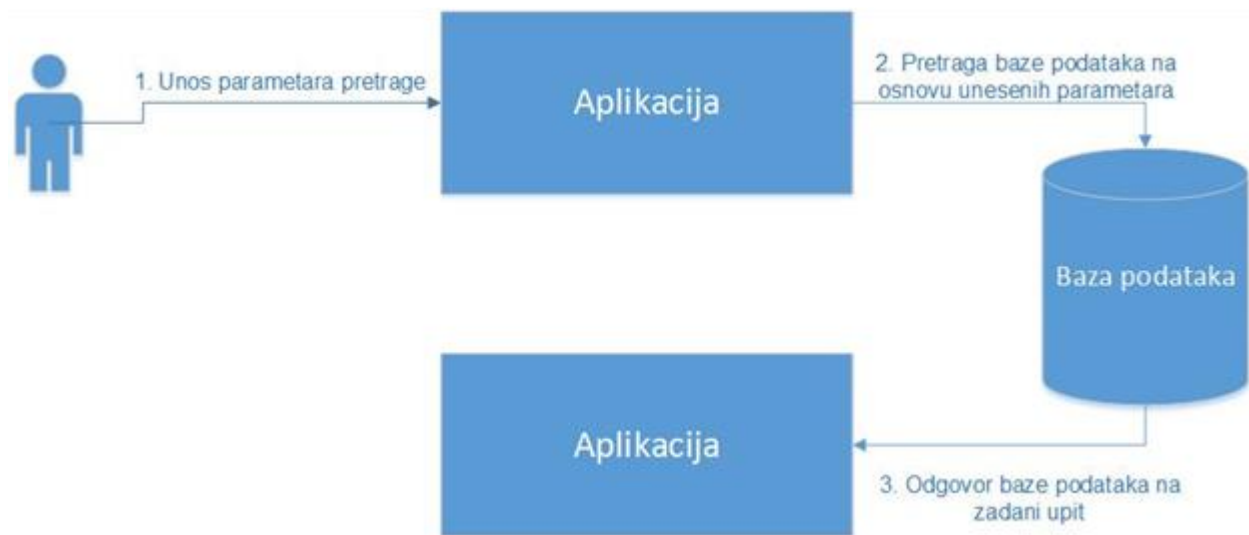 1. Unos parametara pretrage
Aplikacija
2. Pretraga baze podataka na
osnovu unesenih parametara
Baza podataka
Aplikacija
3. Odgovor baze podataka na
zadani upit